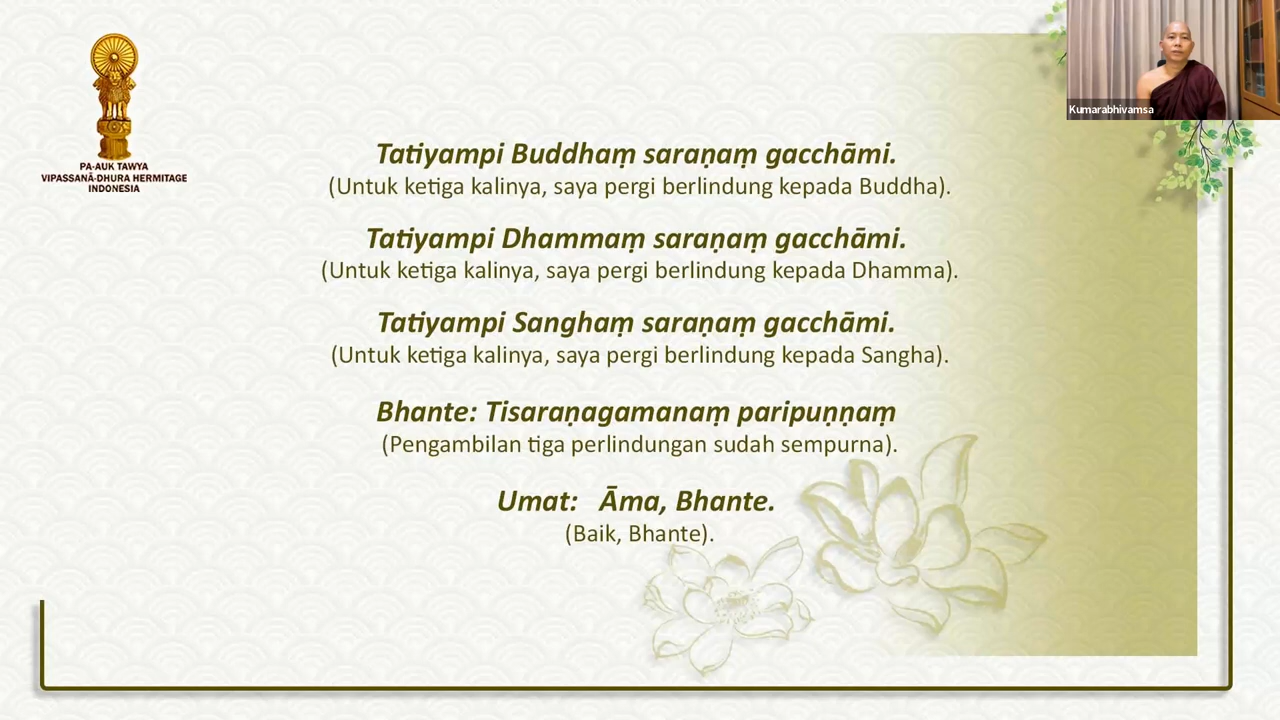 PA-AUK TAWYA
VIPASSANĀ-DHURA HERMITAGE
INDONESIA
Kumarabhivamsa
Tatiyampi Buddhaṃ saraṇaṃ gacchāmi.
(Untuk ketiga kalinya, saya pergi berlindung kepada Buddha).
Tatiyampi Dhammaṃ saraṇaṃ gacchāmi.
(Untuk ketiga kalinya, saya pergi berlindung kepada Dhamma).
Tatiyampi Sanghaṃ saraṇaṃ gacchāmi.
(Untuk ketiga kalinya, saya pergi berlindung kepada Sangha).
Bhante: Tisaraṇagamanaṃ paripuṇṇaṃ
(Pengambilan tiga perlindungan sudah sempurna).
Umat: Āma, Bhante.
(Baik, Bhante).